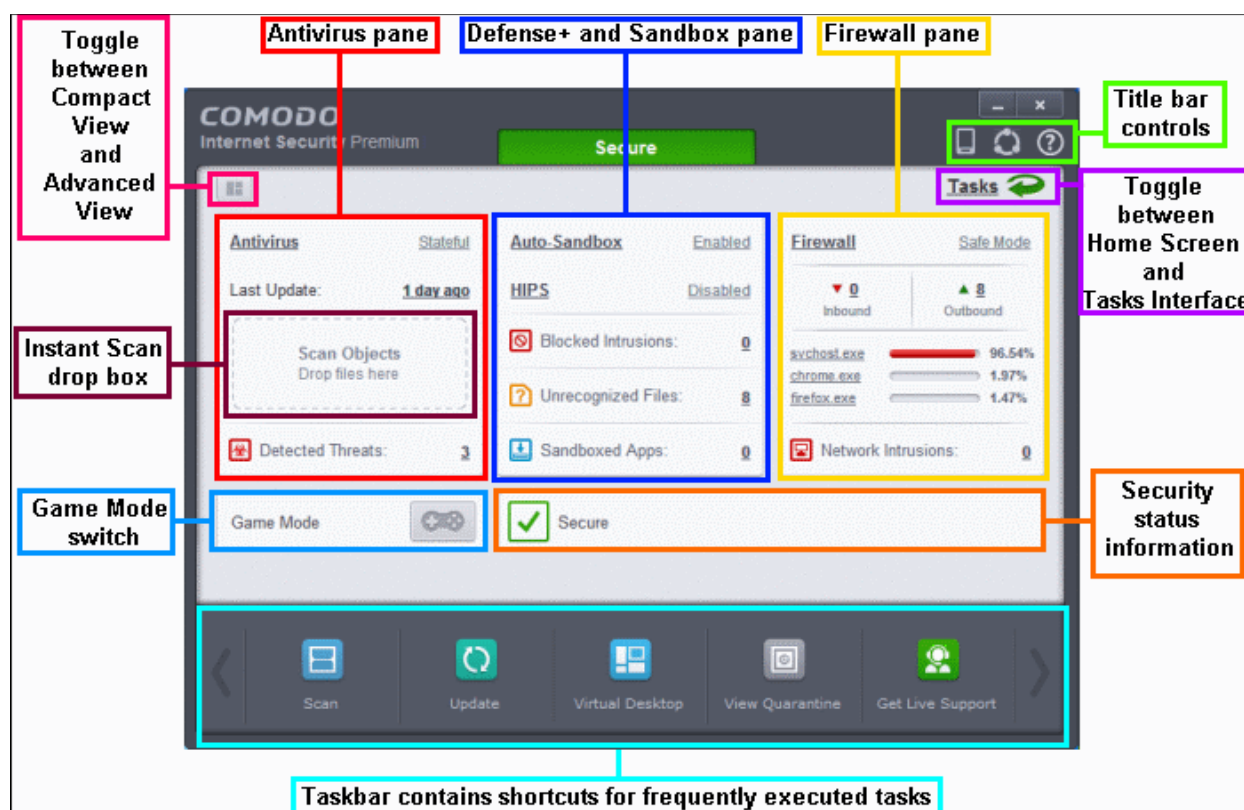 Toggle
between
Compact
View
and
Advanced
View
Antivirus pane
Defense+ and Sandbox pane
Firewall pane
Title bar
controls
Toggle
between
Home Screen
and
Tasks Interface
COMODO
Internet Security Premium
Secure
Tasks
Antivirus Stateful
Last Update: 1 day ago
Scan Objects
Drop files here
Detected Threats: 3
Auto-Sandbox Enabled
HIPS Disabled
Blocked Intrusions: 0
Unrecognized Files: 8
Sandboxed Apps: 0
Firewall Safe Mode
0 8
Inbound Outbound
svchost.exe 96.54%
chrome.exe 1.97%
firefox.exe 1.47%
Network Intrusions: 0
Instant Scan
drop box
Game Mode
switch
Game Mode
Secure
Security
status
information
Scan
Update
Virtual Desktop
View Quarantine
Get Live Support
Taskbar contains shortcuts for frequently executed tasks